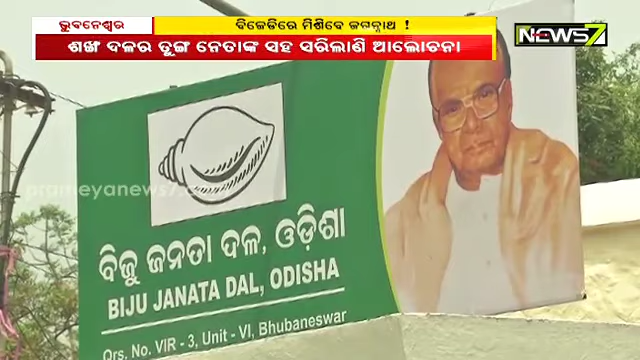 ଭୁବନେଶ୍ୱର
ବିଜେଡିରେ ମିଶିବେ ଜଗନ୍ନାଥ !
ଶଙ୍ଖ ଦଳର ତୁଙ୍ଗ ନେତାଙ୍କ ସହ ସରିଲାଣି ଆଲୋଚନା
NEWS7
prameyanews7.
ବିଜୁ ଜନତା ଦଳ, ଓଡ଼ିଶା
BIJU JANATA DAL, ODISHA
Qrs. No. VIR - 3, Unit - VI, Bhubaneswar